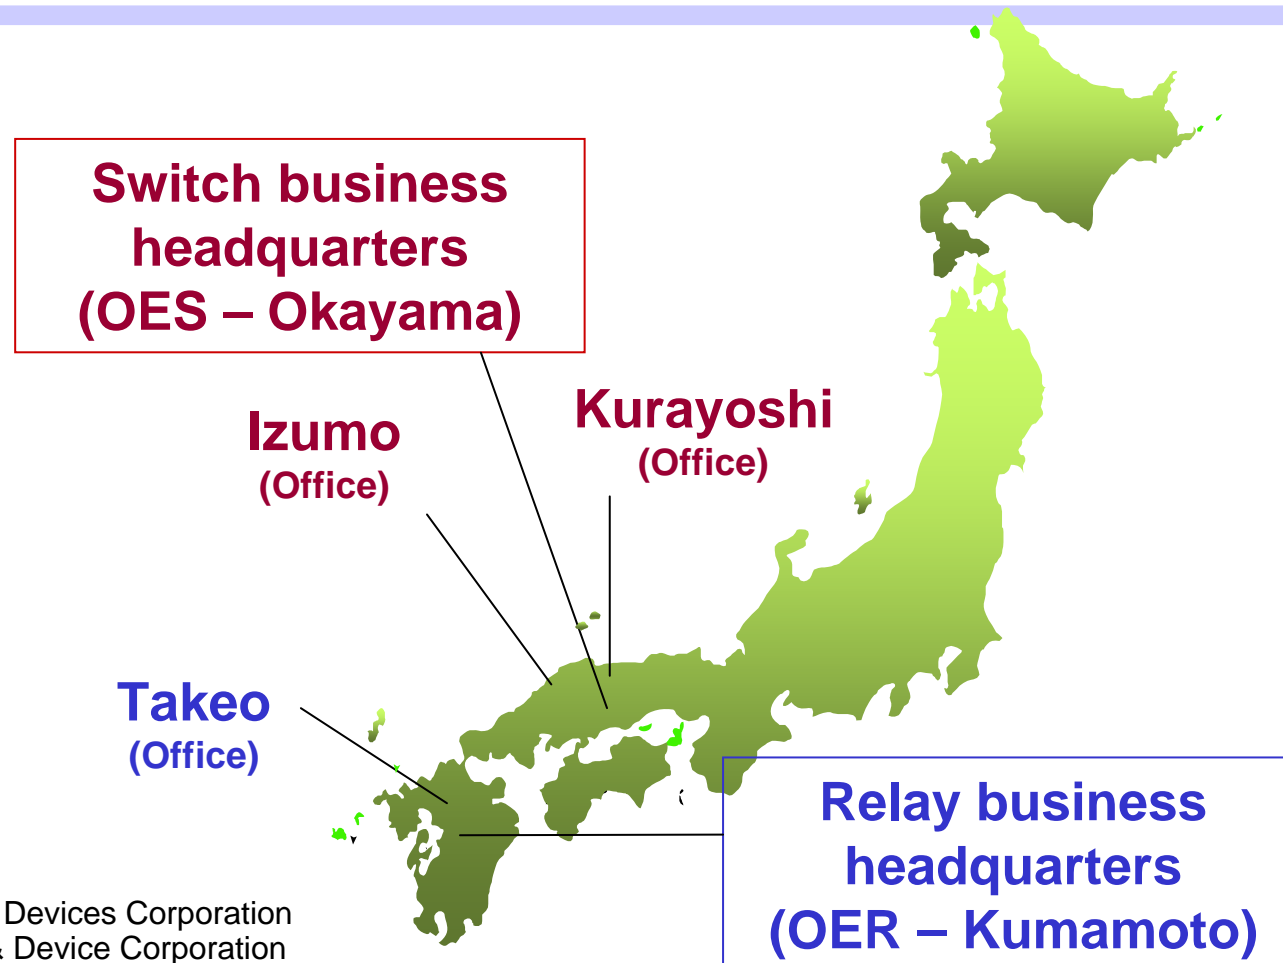 Switch business
headquarters
(OES – Okayama)
Kurayoshi
(Office)
Izumo
(Office)
Takeo
(Office)
Relay business
headquarters
(OER – Kumamoto)
Devices Corporation
Device Corporation